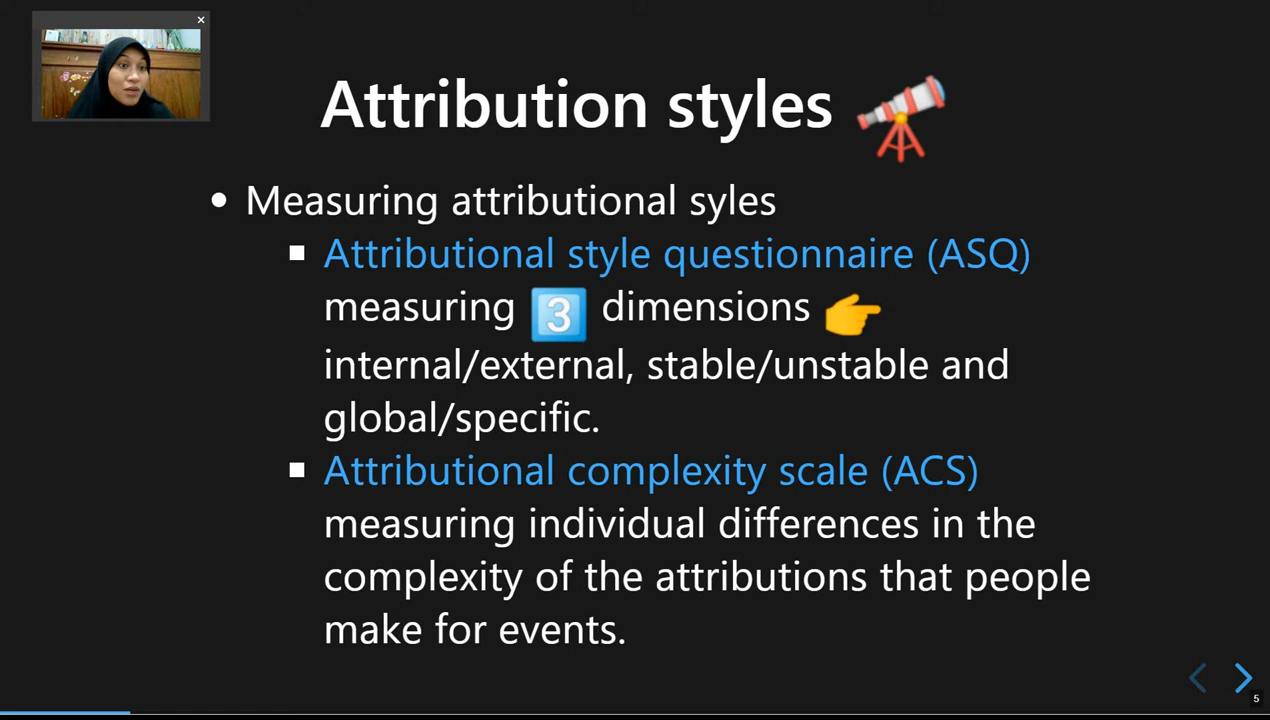 Attribution styles
Measuring attributional syles
Attributional style questionnaire (ASQ)
measuring 3 dimensions
internal/external, stable/unstable and
global/specific.
Attributional complexity scale (ACS)
measuring individual differences in the
complexity of the attributions that people
make for events.
5